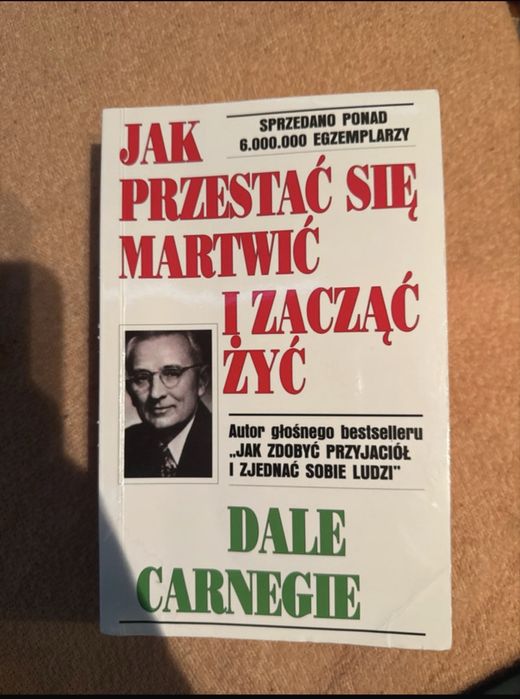 SPRZEDANO PONAD
6.000.000 EGZEMPLARZY
JAK
PRZESTAĆ SIĘ
MARTWIĆ
I ZACZĄĆ
ŻYĆ
Autor głośnego bestselleru
„JAK ZDOBYĆ PRZYJACIÓŁ
I ZJEDNAĆ SOBIE LUDZI"
DALE
CARNEGIE